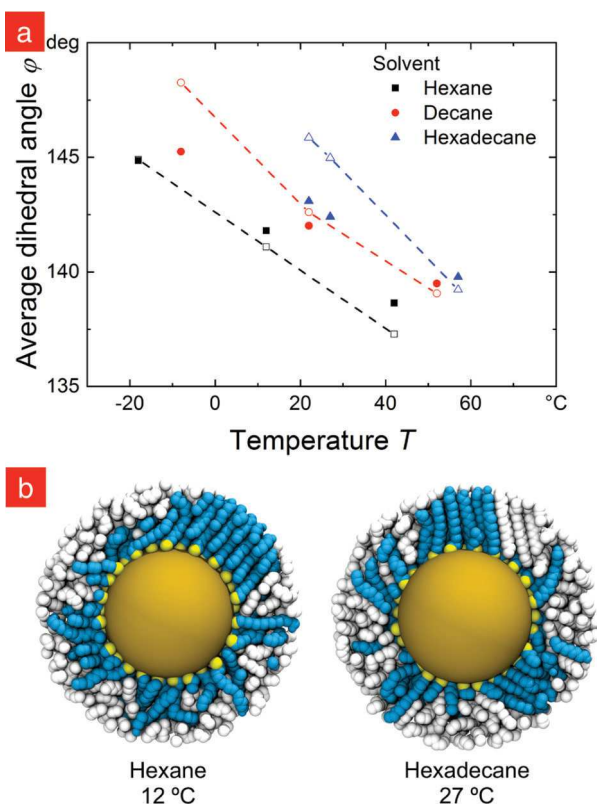 a
deg
Average dihedral angle φ
145
140
135
Solvent
Hexane
Decane
Hexadecane
-20 0 20 40 60 °C
Temperature T
b
Hexane
12 ºC
Hexadecane
27 ºC